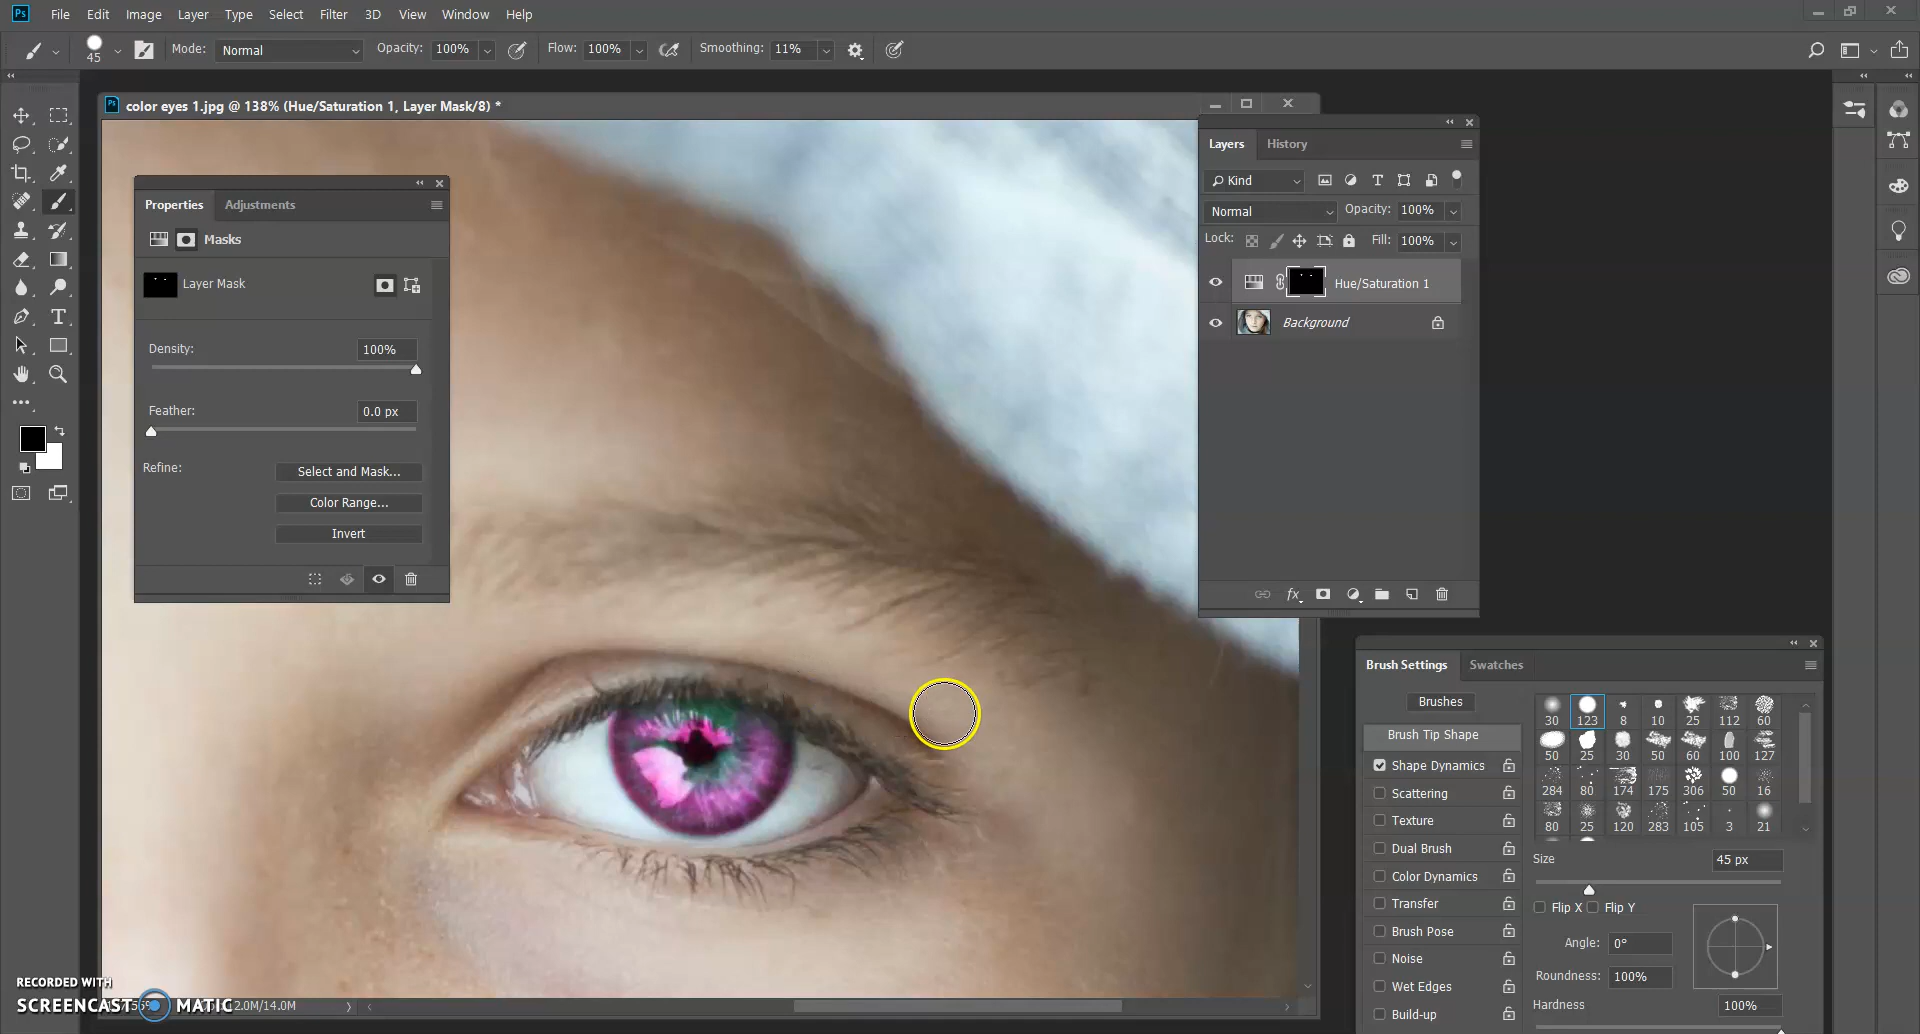 Ps File Edit Image Layer Type Select Filter 3D View Window Help
45 Mode: Normal Opacity: 100% Flow: 100% Smoothing: 11%
Ps color eyes 1.jpg @ 138% (Hue/Saturation 1, Layer Mask/8) *
Properties Adjustments
Masks
Layer Mask
Density: 100%
Feather: 0.0 px
Refine: Select and Mask...
Color Range...
Invert
Layers History
Kind
Normal Opacity: 100%
Lock: Fill: 100%
Hue/Saturation 1
Background
fx
Brush Settings Swatches
Brushes
Brush Tip Shape
Shape Dynamics
Scattering
Texture
Dual Brush
Color Dynamics
Transfer
Brush Pose
Noise
Wet Edges
Build-up
30 123 8 10 25 112 60
50 25 30 50 60 100 127
284 80 174 175 306 50 16
80 25 120 283 105 3 21
Size 45 px
Flip X Flip Y
Angle: 0°
Roundness: 100%
Hardness 100%
RECORDED WITH
SCREENCAST MATIC
2.0M/14.0M